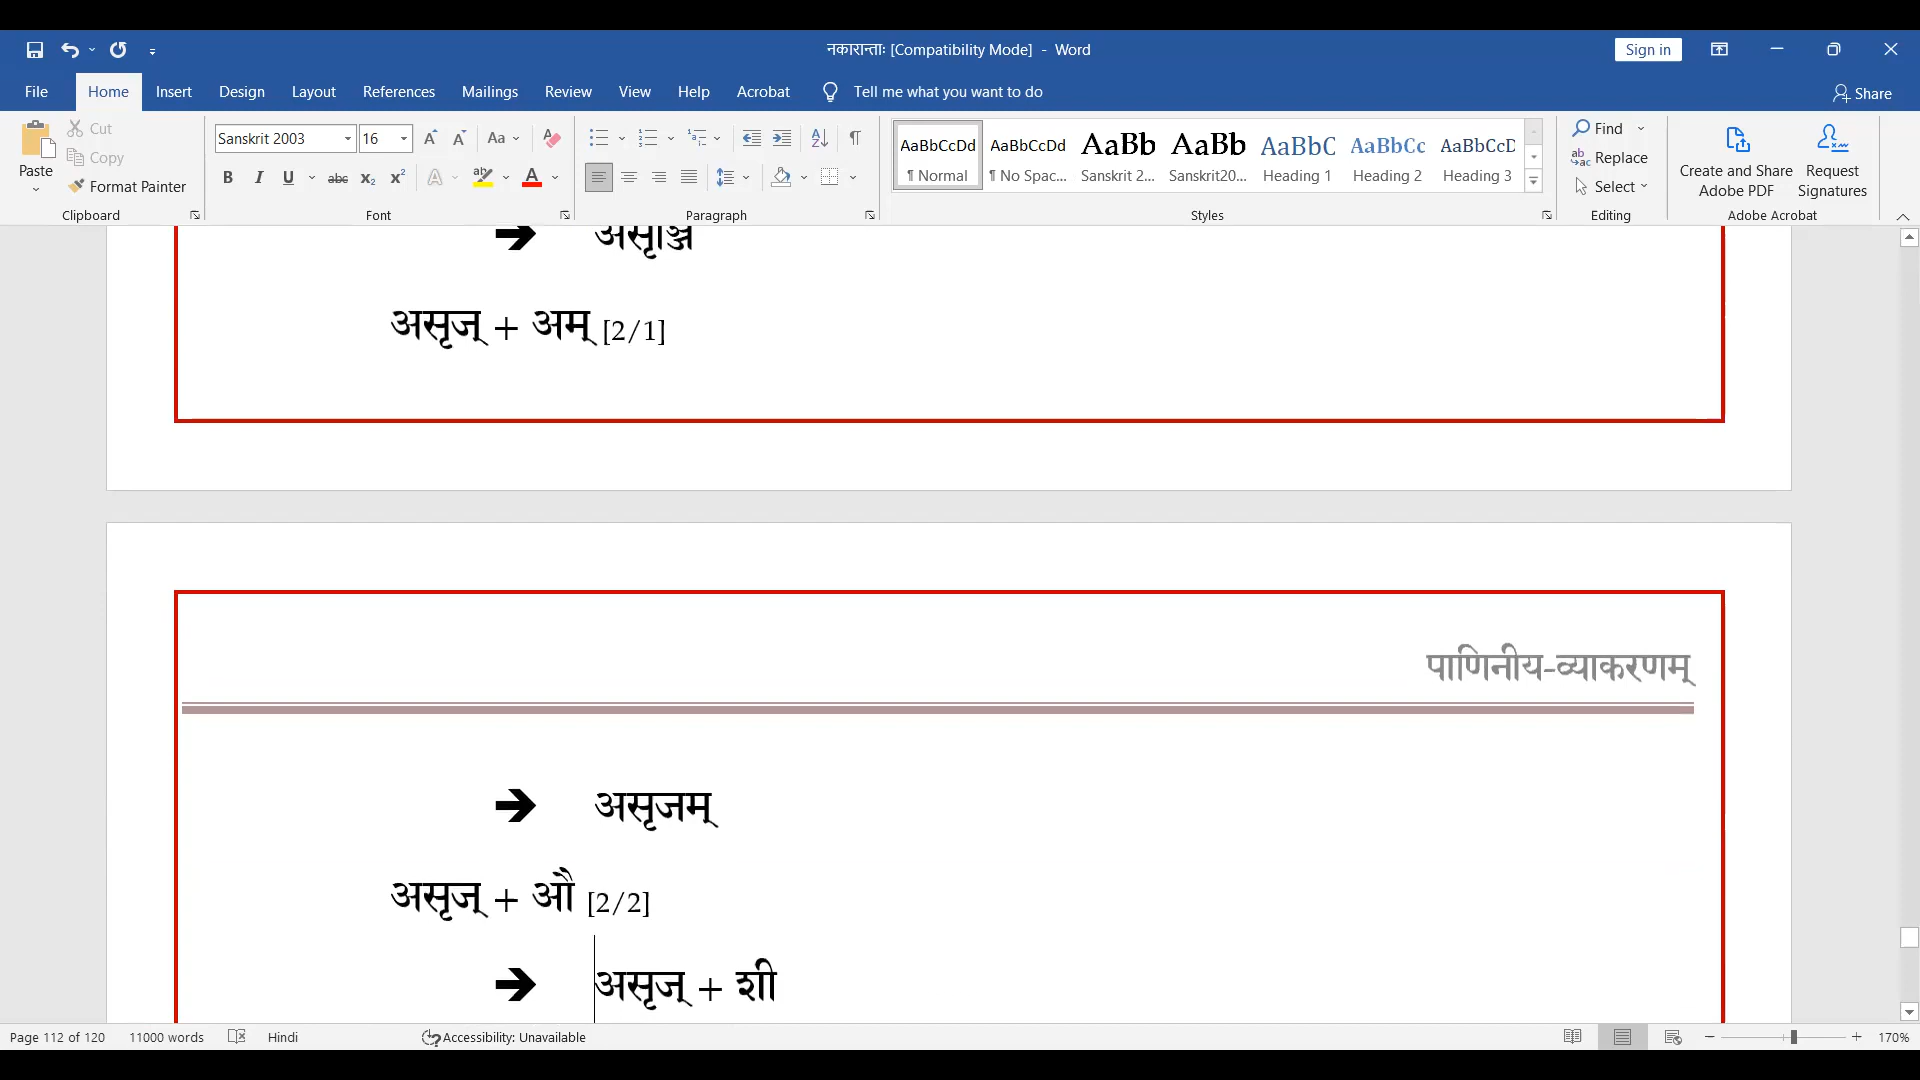 नकारान्ताः [Compatibility Mode] - Word
Sign in
File Home Insert Design Layout References Mailings Review View Help Acrobat Tell me what you want to do Share
Paste
Cut
Copy
Format Painter
Clipboard
Sanskrit 2003 16
Font
Paragraph
AaBbCcDd AaBbCcDd AaBb AaBb AaBbC AaBbCc AaBbCcD
¶ Normal ¶ No Spac... Sanskrit 2... Sanskrit20... Heading 1 Heading 2 Heading 3
Styles
Find
Replace
Select
Editing
Create and Share Adobe PDF
Request Signatures
Adobe Acrobat
➔ असृञ्जि
असृज् + अम् [2/1]
पाणिनीय-व्याकरणम्
➔ असृजम्
असृज् + औ [2/2]
➔ असृज् + शी
Page 112 of 120 11000 words Hindi Accessibility: Unavailable 170%